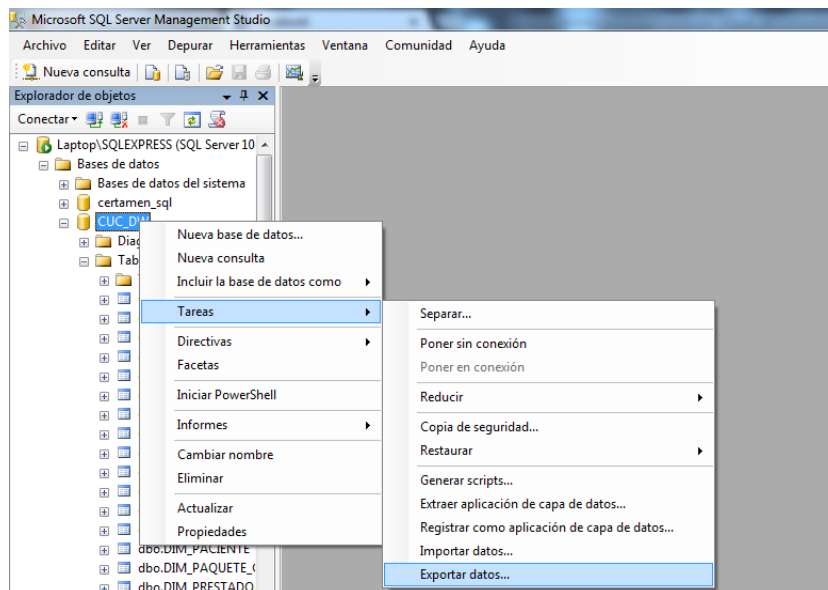 Microsoft SQL Server Management Studio
Archivo Editar Ver Depurar Herramientas Ventana Comunidad Ayuda
Nueva consulta
Explorador de objetos
Conectar
Laptop\SQLEXPRESS (SQL Server 10
Bases de datos
Bases de datos del sistema
certamen_sql
CUC_DW
Diag
Tab
Nueva base de datos...
Nueva consulta
Incluir la base de datos como
Tareas
Directivas
Facetas
Iniciar PowerShell
Informes
Cambiar nombre
Eliminar
Actualizar
Propiedades
Separar...
Poner sin conexión
Poner en conexión
Reducir
Copia de seguridad...
Restaurar
Generar scripts...
Extraer aplicación de capa de datos...
Registrar como aplicación de capa de datos...
Importar datos...
Exportar datos...
dbo.DIM_PACIENTE
dbo.DIM_PAQUETE_
dbo.DIM_PRESTADO